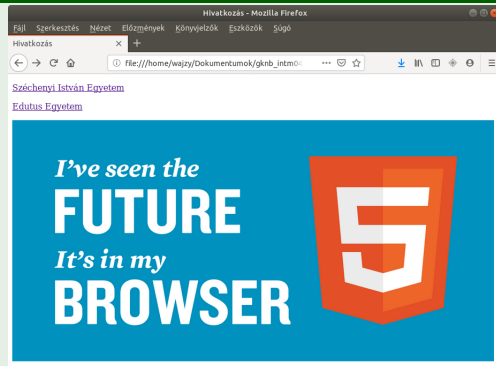 Hivatkozás - Mozilla Firefox
Fájl Szerkesztés Nézet Előzmények Könyvjelzők Eszközök Súgó
Hivatkozás
file:///home/wajzy/Dokumentumok/gknb_intm04
Széchenyi István Egyetem
Edutus Egyetem
I've seen the
FUTURE
It's in my
BROWSER
5